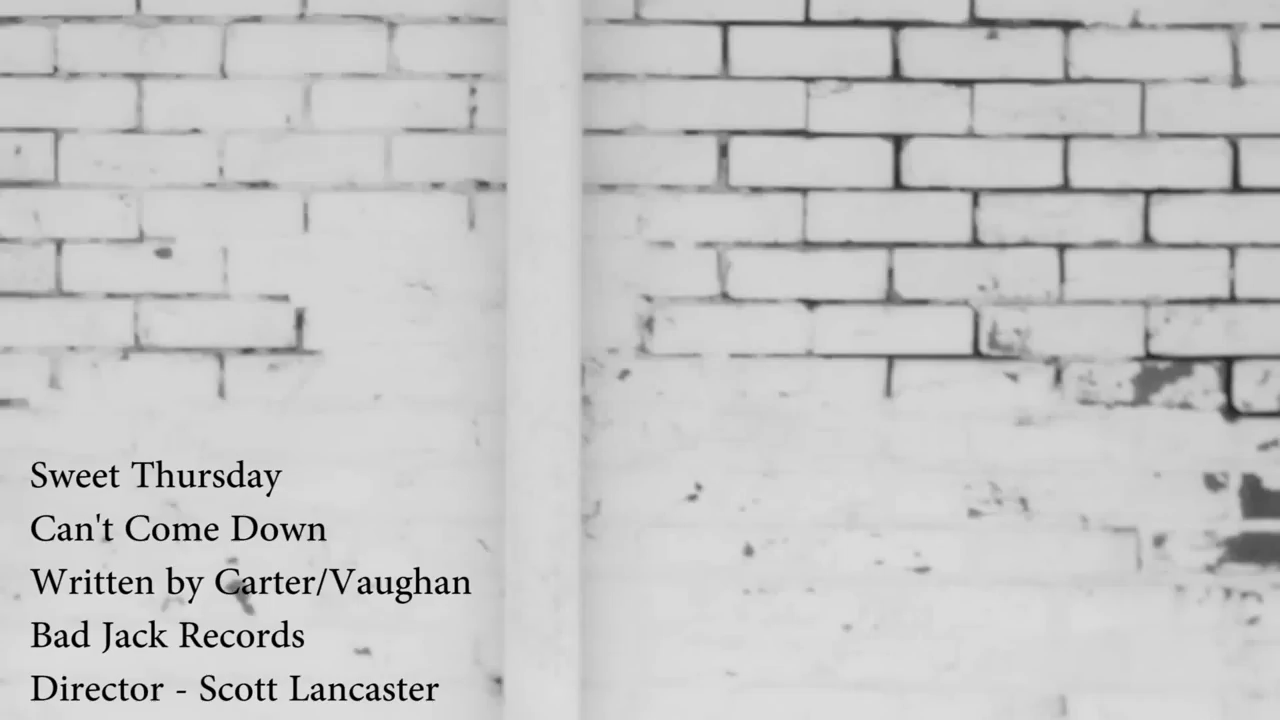 Sweet Thursday
Can't Come Down
Written by Carter/Vaughan
Bad Jack Records
Director - Scott Lancaster